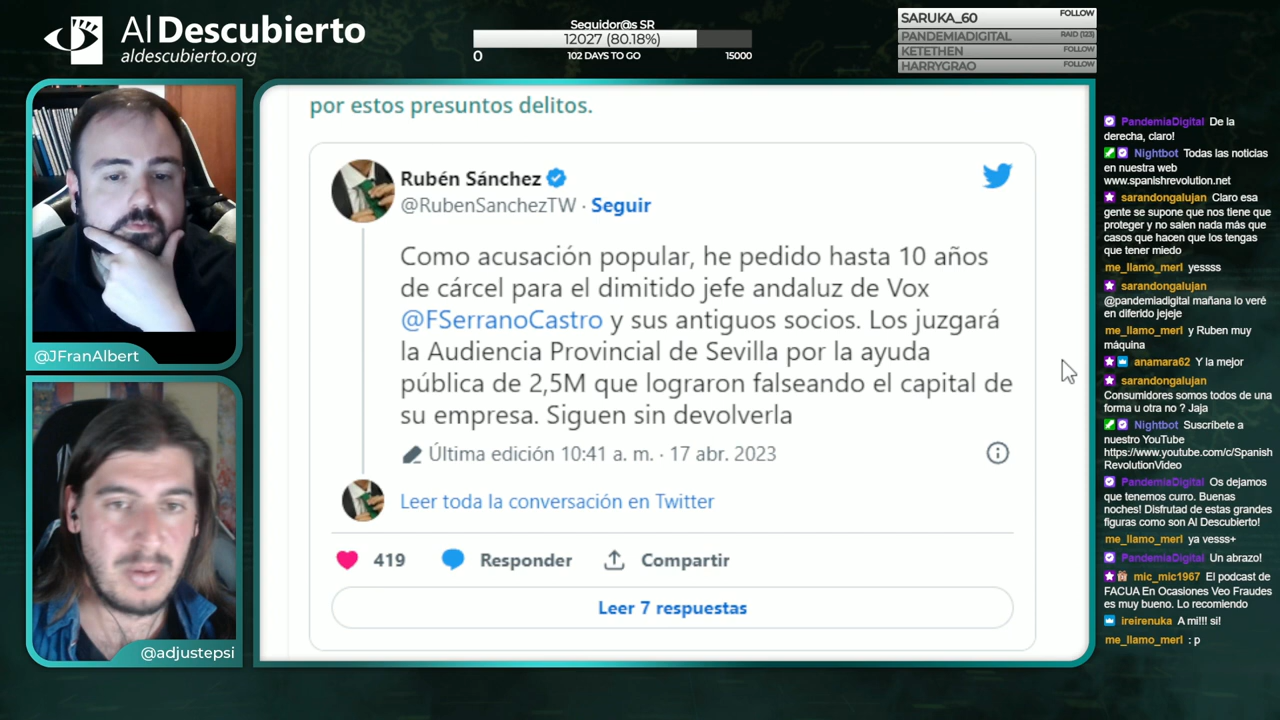 Al Descubierto
aldescubierto.org
Seguidor@s SR
12027 (80.18%)
0
102 DAYS TO GO
15000
SARUKA_60 FOLLOW
PANDEMIADIGITAL RAID (123)
KETETHEN FOLLOW
HARRYGRAO FOLLOW
@JFranAlbert
@adjustepsi
por estos presuntos delitos.
Rubén Sánchez
@RubenSanchezTW · Seguir
Como acusación popular, he pedido hasta 10 años
de cárcel para el dimitido jefe andaluz de Vox
@FSerranoCastro y sus antiguos socios. Los juzgará
la Audiencia Provincial de Sevilla por la ayuda
pública de 2,5M que lograron falseando el capital de
su empresa. Siguen sin devolverla
Última edición 10:41 a. m. · 17 abr. 2023
Leer toda la conversación en Twitter
419 Responder Compartir
Leer 7 respuestas
PandemiaDigital De la
derecha, claro!
Nightbot Todas las noticias
en nuestra web
www.spanishrevolution.net
sarandongalujan Claro esa
gente se supone que nos tiene que
proteger y no salen nada más que
casos que hacen que los tengas
que tener miedo
me_llamo_merl yessss
sarandongalujan
@pandemiadigital mañana lo veré
en diferido jejeje
me_llamo_merl y Ruben muy
máquina
anamara62 Y la mejor
sarandongalujan
Consumidores somos todos de una
forma u otra no ? Jaja
Nightbot Suscríbete a
nuestro YouTube
https://www.youtube.com/c/Spanish
RevolutionVideo
PandemiaDigital Os dejamos
que tenemos curro. Buenas
noches! Disfrutad de estas grandes
figuras como son Al Descubierto!
me_llamo_merl ya vesss+
PandemiaDigital Un abrazo!
mic_mic1967 El podcast de
FACUA En Ocasiones Veo Fraudes
es muy bueno. Lo recomiendo
ireirenuka A mi!!! si!
me_llamo_merl : p